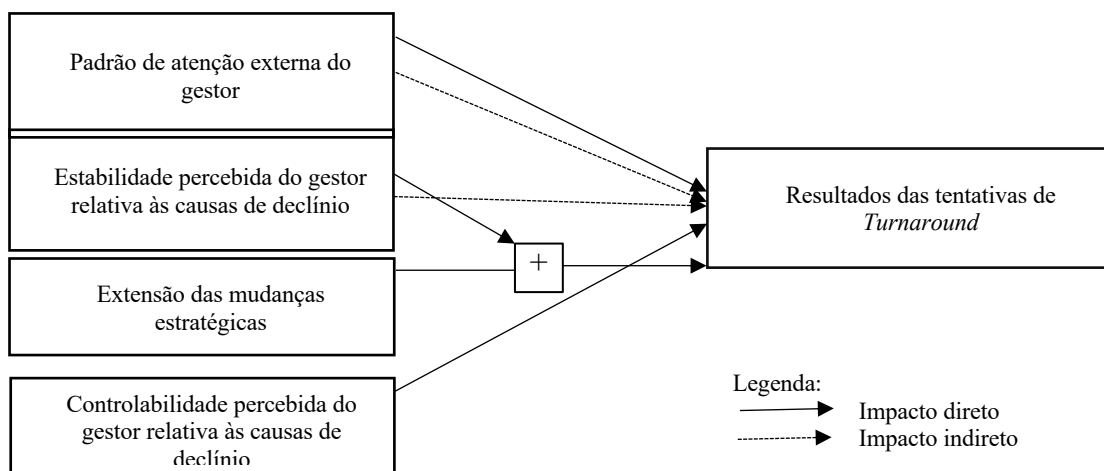 Padrão de atenção externa do
gestor
Estabilidade percebida do gestor
relativa às causas de declínio
Extensão das mudanças
estratégicas
Controlabilidade percebida do
gestor relativa às causas de
declínio
+
Resultados das tentativas de
Turnaround
Legenda:
Impacto direto
Impacto indireto